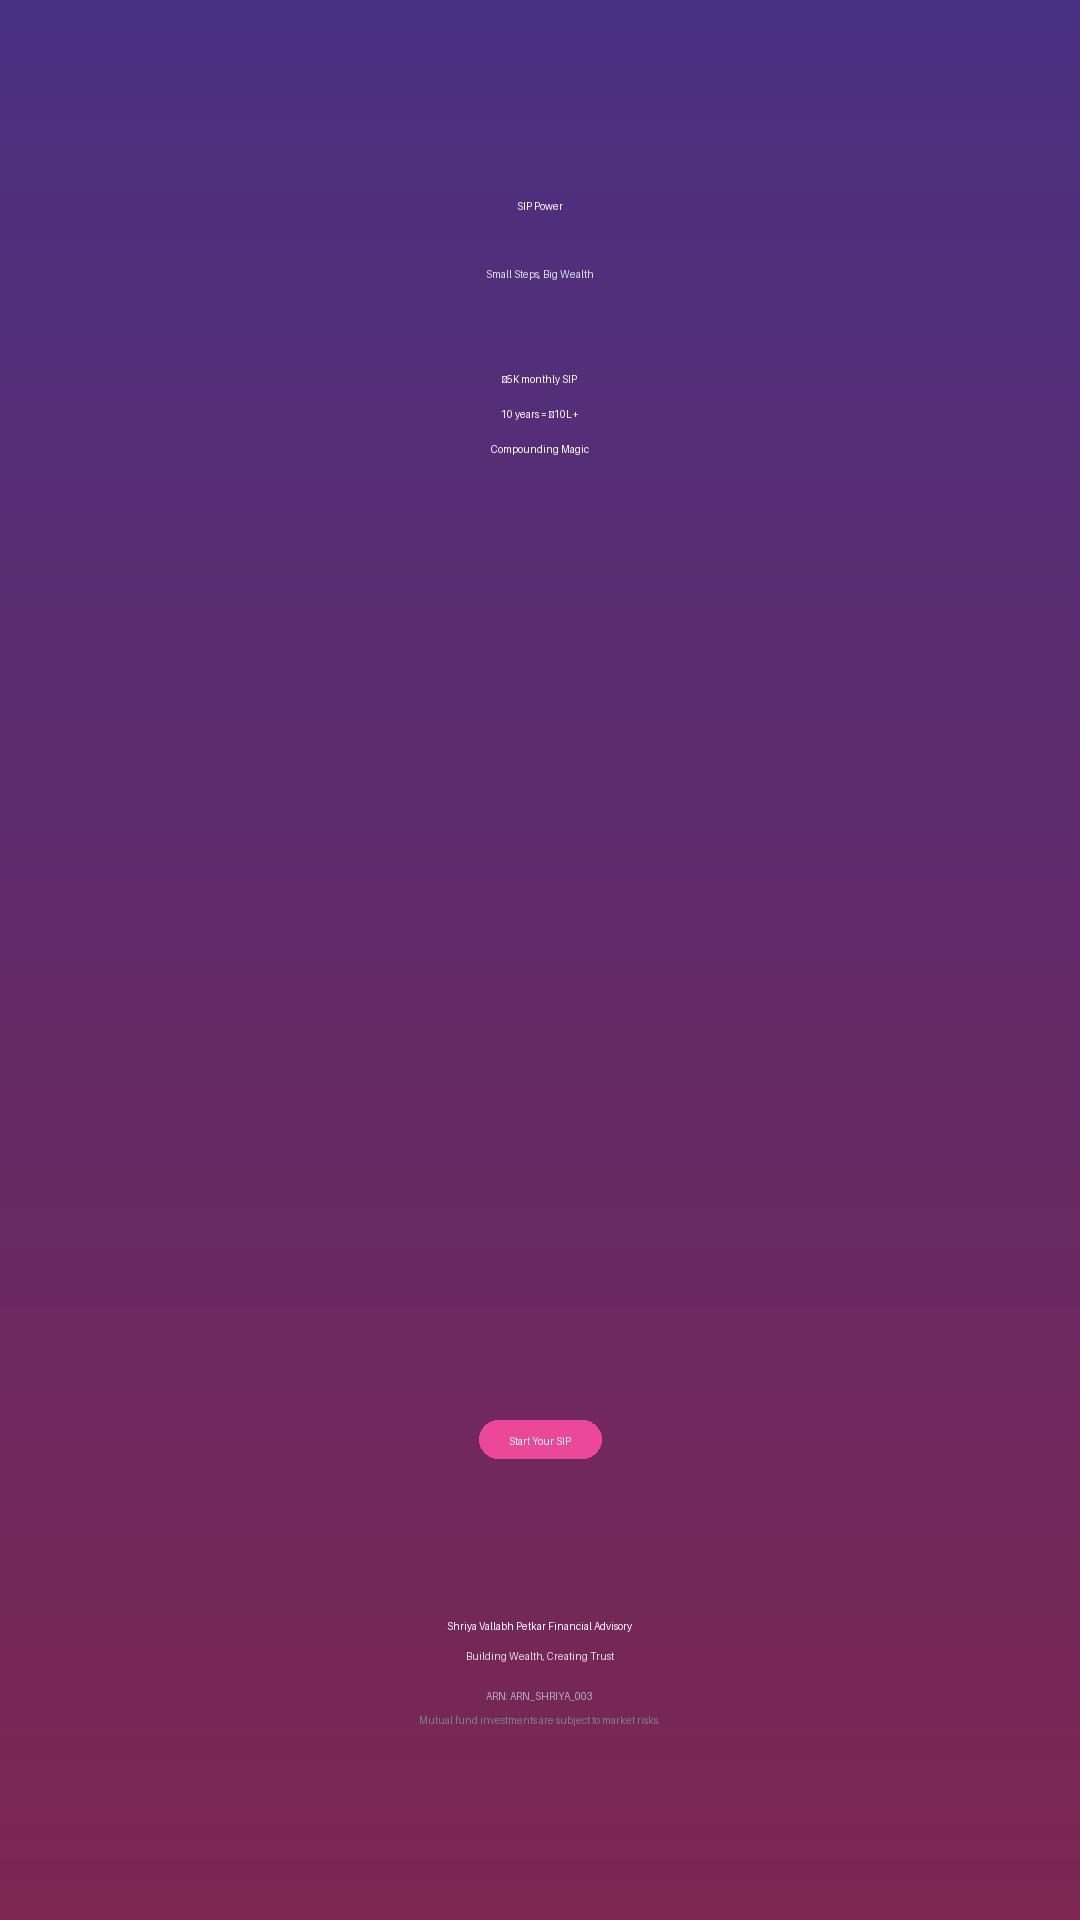 SIP Power
Small Steps, Big Wealth
▯5K monthly SIP
10 years = ▯10L+
Compounding Magic
Start Your SIP
Shriya Vallabh Petkar Financial Advisory
Building Wealth, Creating Trust
ARN: ARN_SHRIYA_003
Mutual fund investments are subject to market risks.